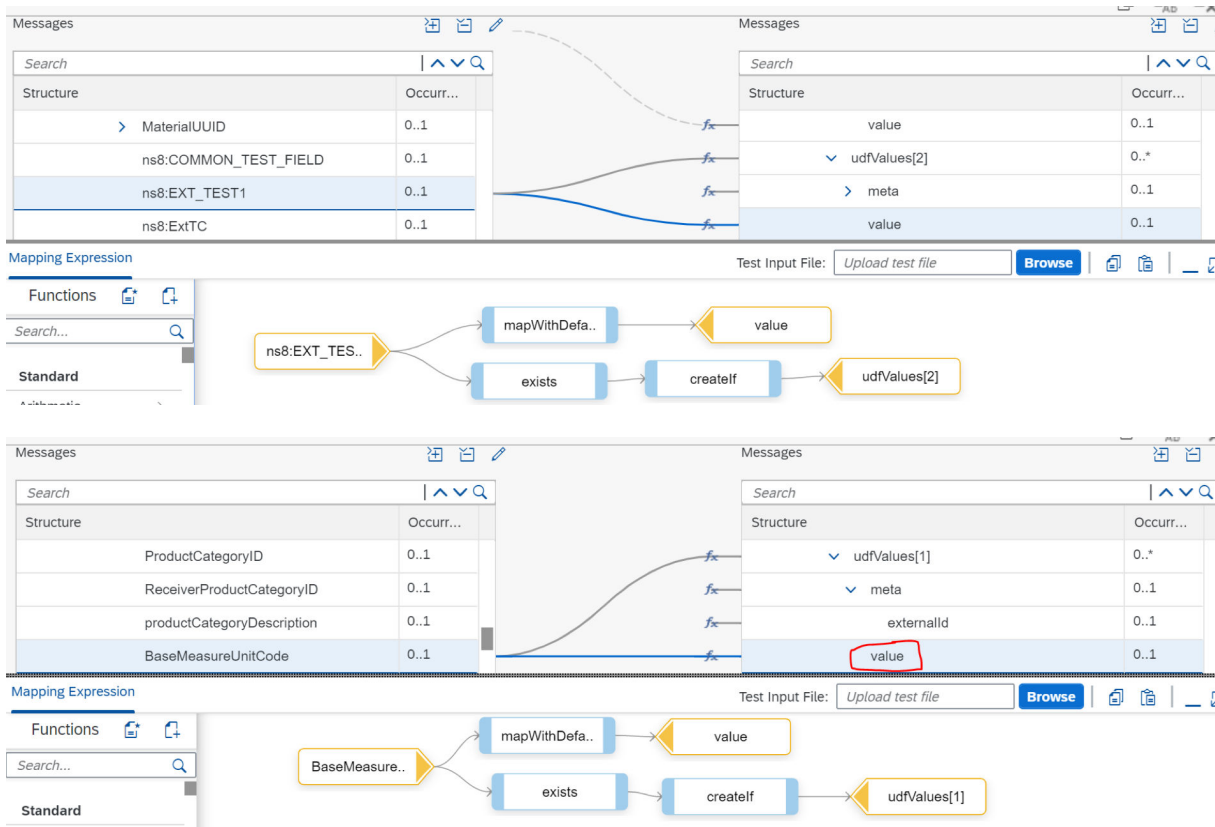 Messages Messages
Search Search
Structure Occurr... Structure Occurr...
MaterialUUID 0..1 value 0..1
ns8:COMMON_TEST_FIELD 0..1 udfValues[2] 0..*
ns8:EXT_TEST1 0..1 meta 0..1
ns8:ExtTC 0..1 value 0..1
Mapping Expression Test Input File: Upload test file Browse
Functions
Search...
mapWithDefa.. value
ns8:EXT_TES..
Standard exists createIf udfValues[2]
Messages Messages
Search Search
Structure Occurr... Structure Occurr...
ProductCategoryID 0..1 udfValues[1] 0..*
ReceiverProductCategoryID 0..1 meta 0..1
productCategoryDescription 0..1 externalId 0..1
BaseMeasureUnitCode 0..1 value 0..1
Mapping Expression Test Input File: Upload test file Browse
Functions mapWithDefa.. value
Search... BaseMeasure..
exists createIf udfValues[1]
Standard